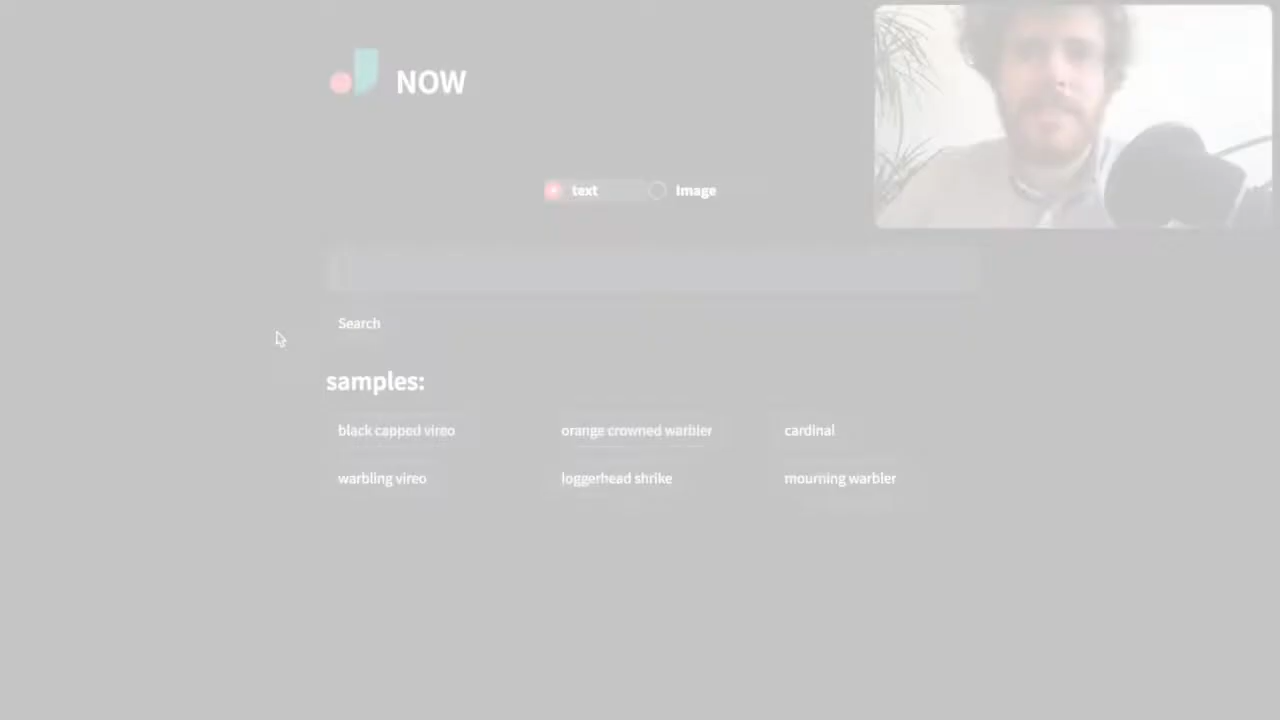 NOW
text image
Search
samples:
black capped vireo orange crowned warbler cardinal
warbling vireo loggerhead shrike mourning warbler